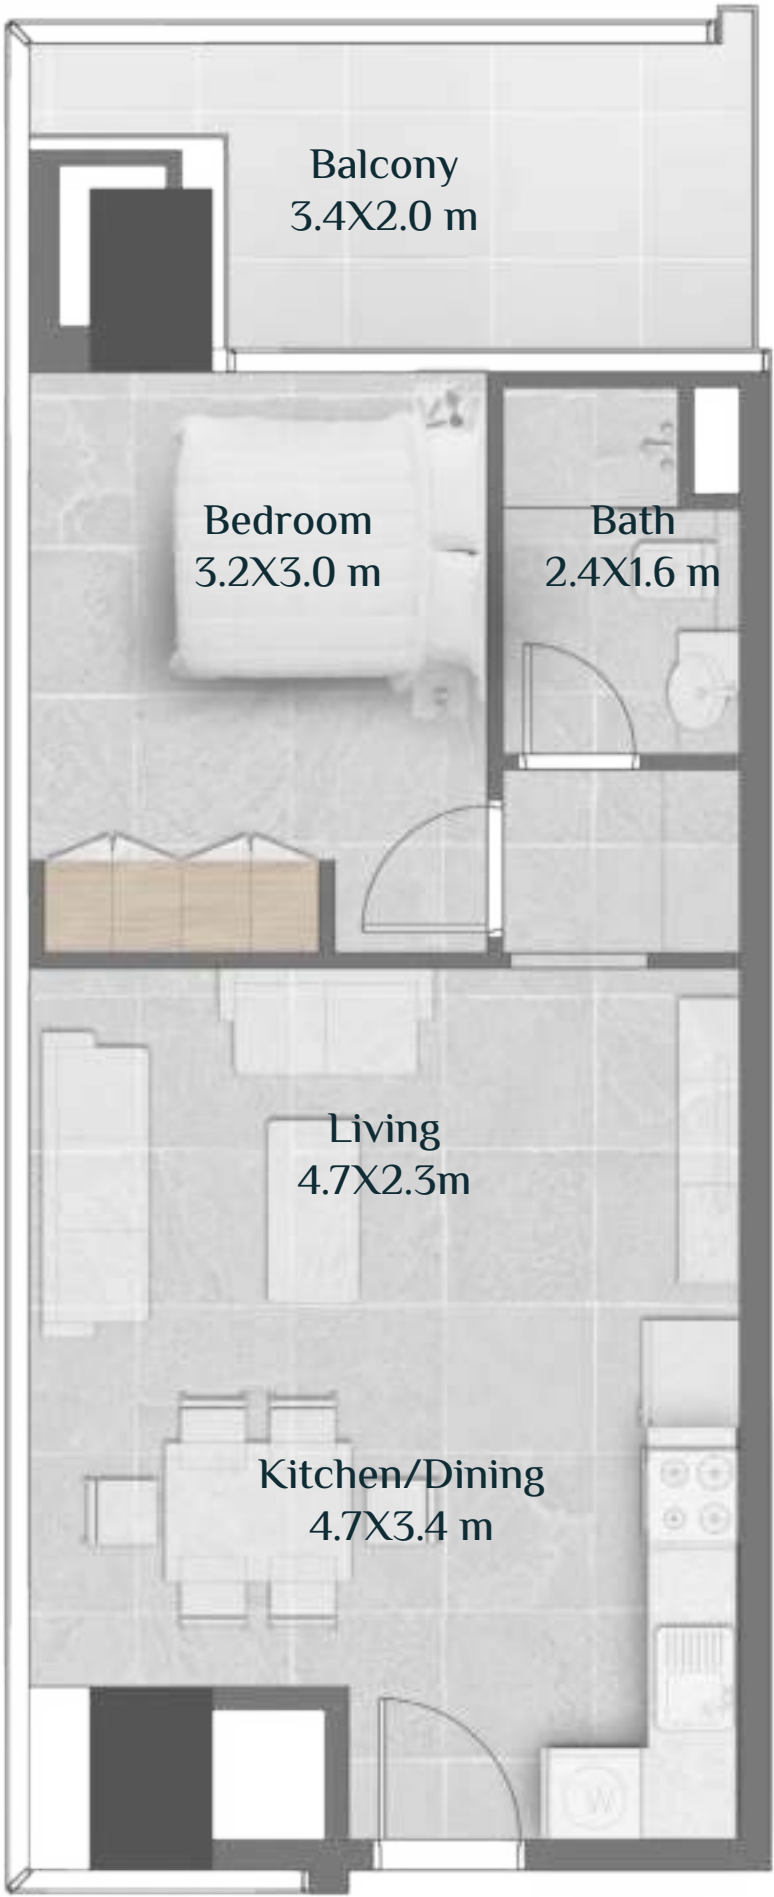 Balcony
3.4X2.0 m
Bedroom
3.2X3.0 m
Bath
2.4X1.6 m
Living
4.7X2.3m
Kitchen/Dining
4.7X3.4 m
W